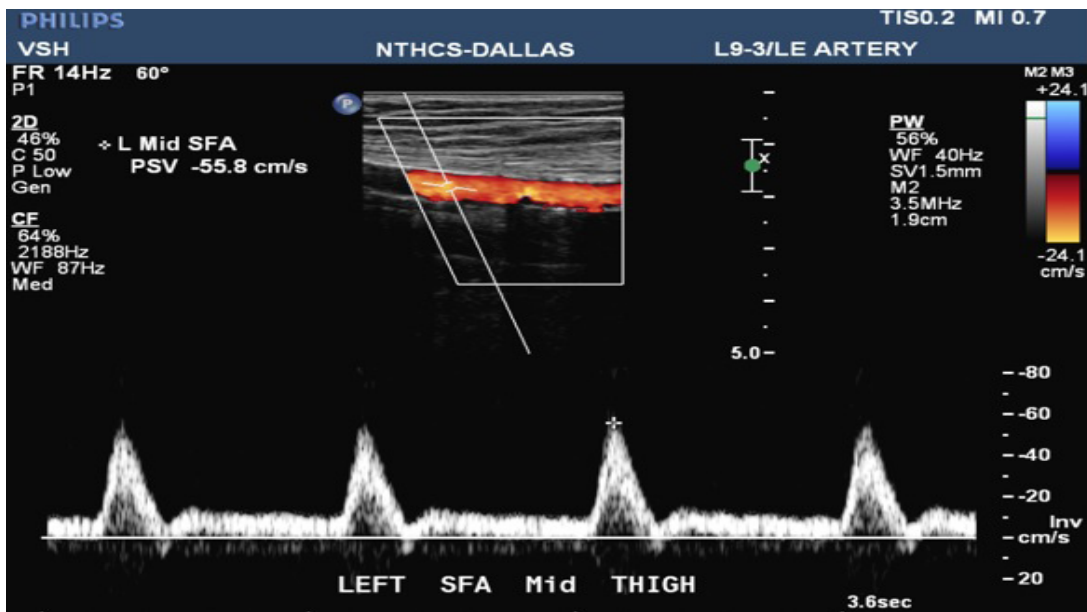 PHILIPS
TIS0.2 MI 0.7
VSH NTHCS-DALLAS L9-3/LE ARTERY
FR 14Hz 60°
P1
2D
46%
C 50
P Low
Gen
CF
64%
2188Hz
WF 87Hz
Med
L Mid SFA
PSV -55.8 cm/s
P
x
5.0
PW
56%
WF 40Hz
SV1.5mm
M2
3.5MHz
1.9cm
M2 M3
+24.1
-24.1
cm/s
-80
-60
-40
-20
Inv
cm/s
20
LEFT SFA Mid THIGH
3.6sec